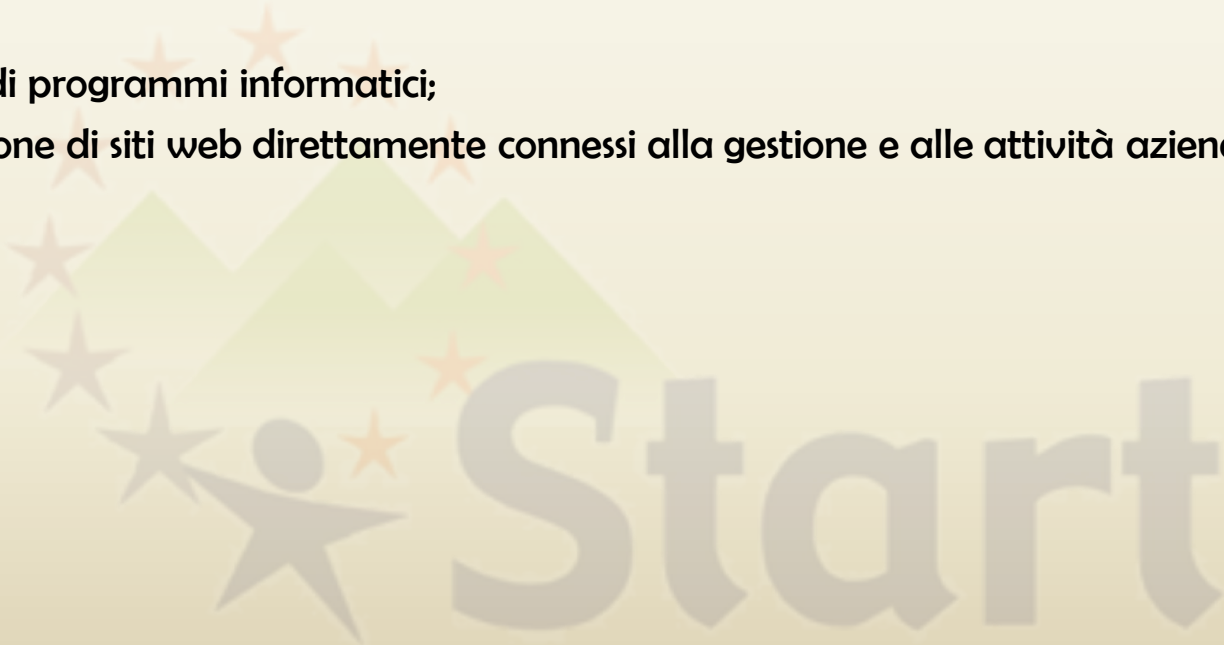 di programmi informatici;
one di siti web direttamente connessi alla gestione e alle attività azien
Start